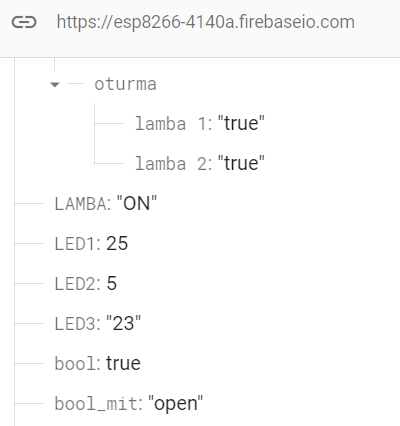 https://esp8266-4140a.firebaseio.com
oturma
lamba 1: "true"
lamba 2: "true"
LAMBA: "ON"
LED1: 25
LED2: 5
LED3: "23"
bool: true
bool_mit: "open"